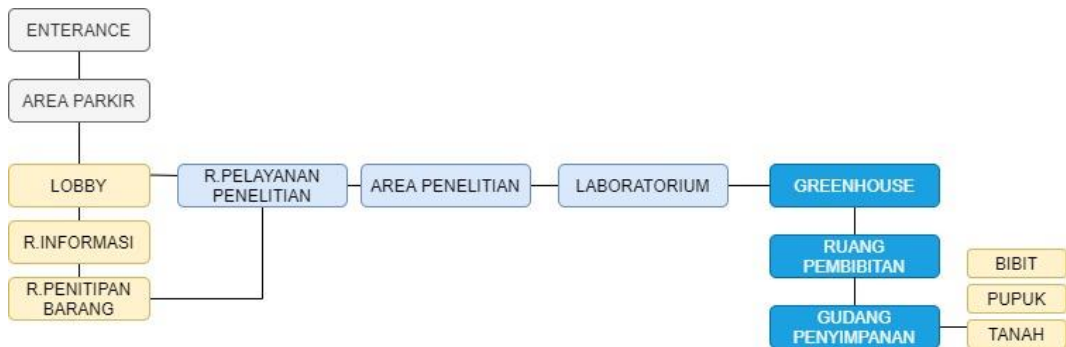 ENTERANCE
AREA PARKIR
LOBBY
R.PELAYANAN
PENELITIAN
AREA PENELITIAN
LABORATORIUM
GREENHOUSE
R.INFORMASI
RUANG
PEMBIBITAN
BIBIT
R.PENITIPAN
BARANG
PUPUK
GUDANG
PENYIMPANAN
TANAH